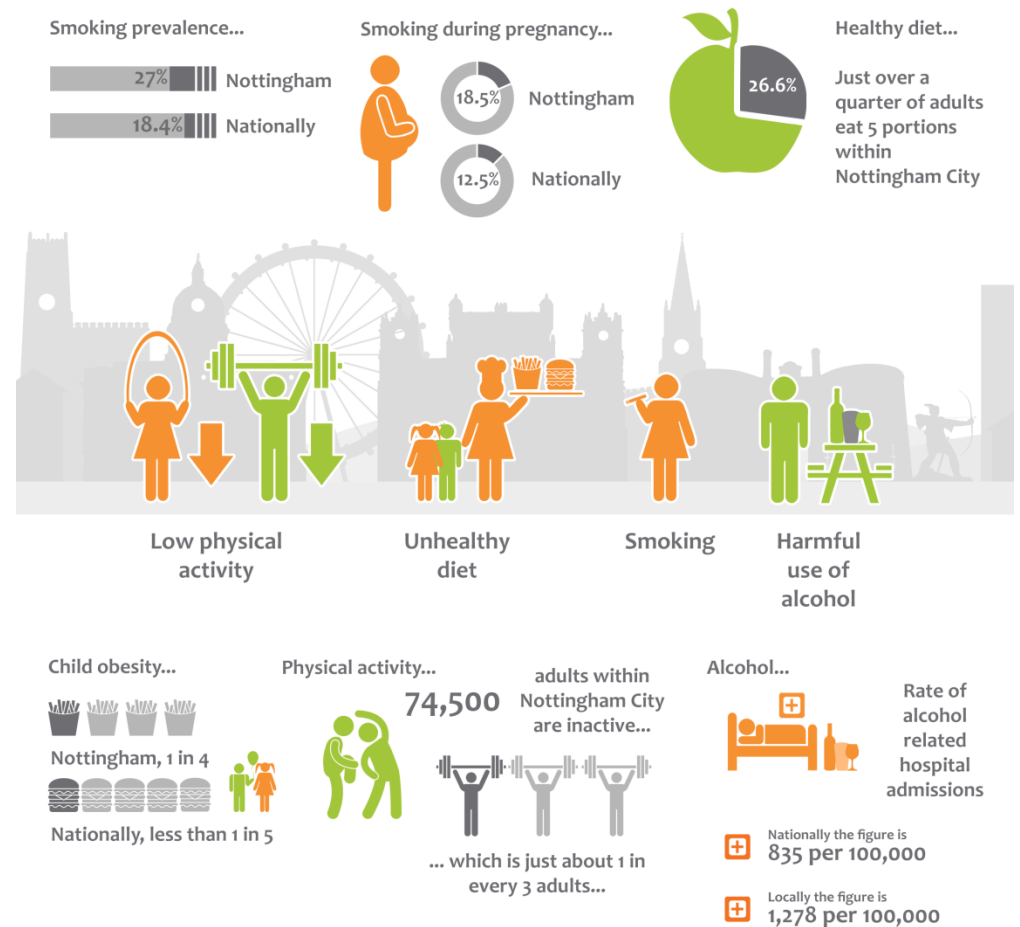 Smoking prevalence...
27%
Nottingham
18.4%
Nationally
Smoking during pregnancy...
18.5%
Nottingham
12.5%
Nationally
Healthy diet...
26.6%
Just over a
quarter of adults
eat 5 portions
within
Nottingham City
Low physical
activity
Unhealthy
diet
Smoking
Harmful
use of
alcohol
Child obesity...
Nottingham, 1 in 4
Nationally, less than 1 in 5
Physical activity...
74,500
adults within
Nottingham City
are inactive...
... which is just about 1 in
every 3 adults...
Alcohol...
Rate of
alcohol
related
hospital
admissions
Nationally the figure is
835 per 100,000
Locally the figure is
1,278 per 100,000